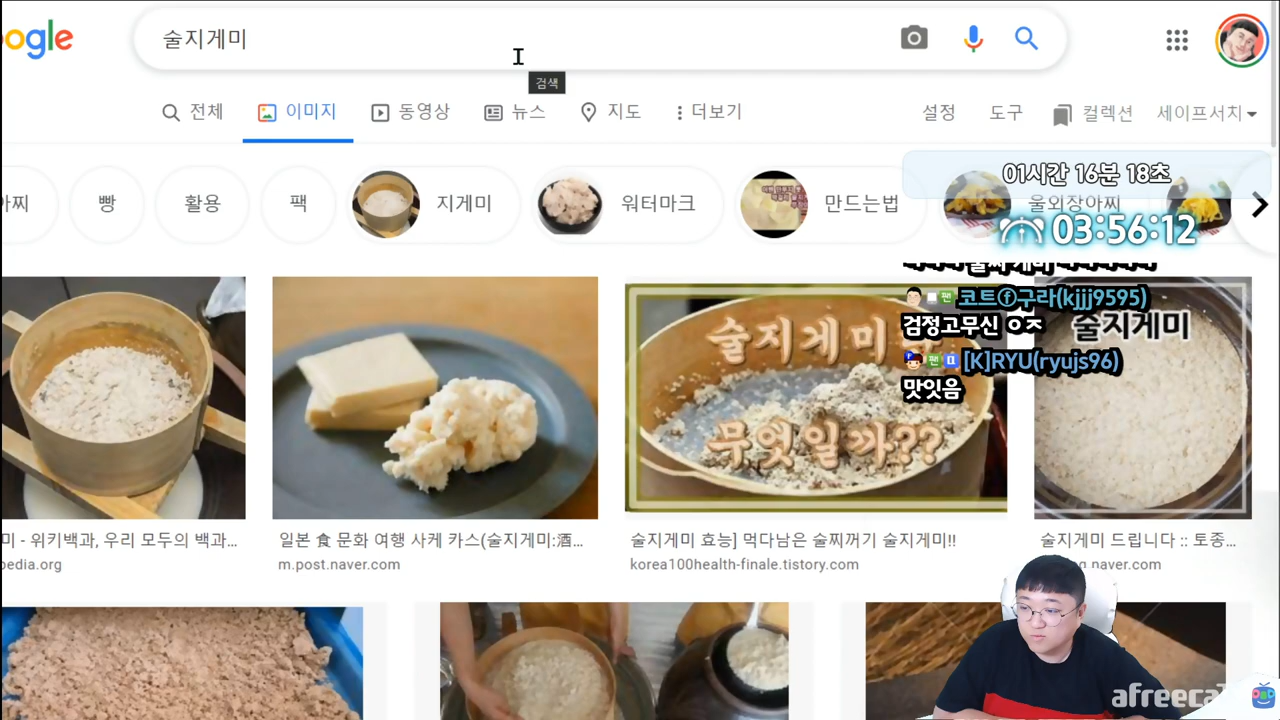 ogle
술지게미
검색
전체
이미지
동영상
뉴스
지도
더보기
설정
도구
컬렉션
세이프서치
빵
활용
팩
지게미
워터마크
만드는법
울외장아찌
01시간 16분 18초
03:56:12
코트ⓕ구라(kjjj9595)
검정고무신 ㅇㅈ
팬 [K]RYU(ryujs96)
맛잇음
술지게미
무엇일까??
술지게미
미 - 위키백과, 우리 모두의 백과...
pedia.org
일본 食 문화 여행 사케 카스(술지게미:酒...
m.post.naver.com
술지게미 효능] 먹다남은 술찌꺼기 술지게미!!
korea100health-finale.tistory.com
술지게미 드립니다 :: 토종...
ng.naver.com
afreeca